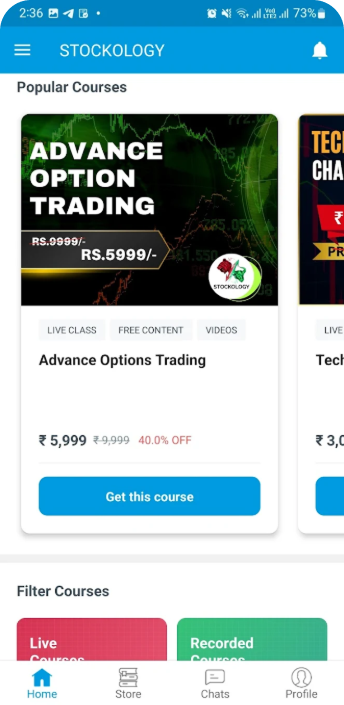 2:36
73%
STOCKOLOGY
Popular Courses
ADVANCE
OPTION
TRADING
RS.9999/-
RS.5999/-
STOCKOLOGY
LIVE CLASS FREE CONTENT VIDEOS
Advance Options Trading
₹ 5,999 ₹ 9,999 40.0% OFF
Get this course
TEC
CHA
₹
PR
LIVE
Tech
₹ 3,0
Filter Courses
Live
Courses
Recorded
Courses
Home Store Chats Profile